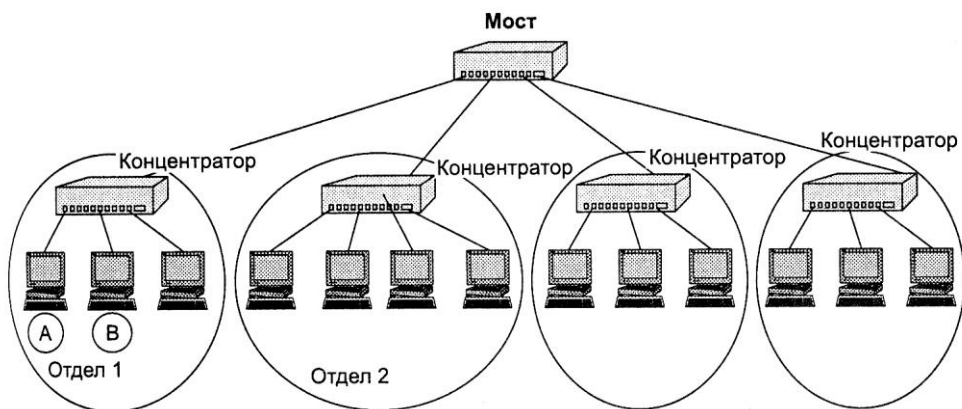 Мост
Концентратор
Концентратор
Концентратор
Концентратор
А
В
Отдел 1
Отдел 2